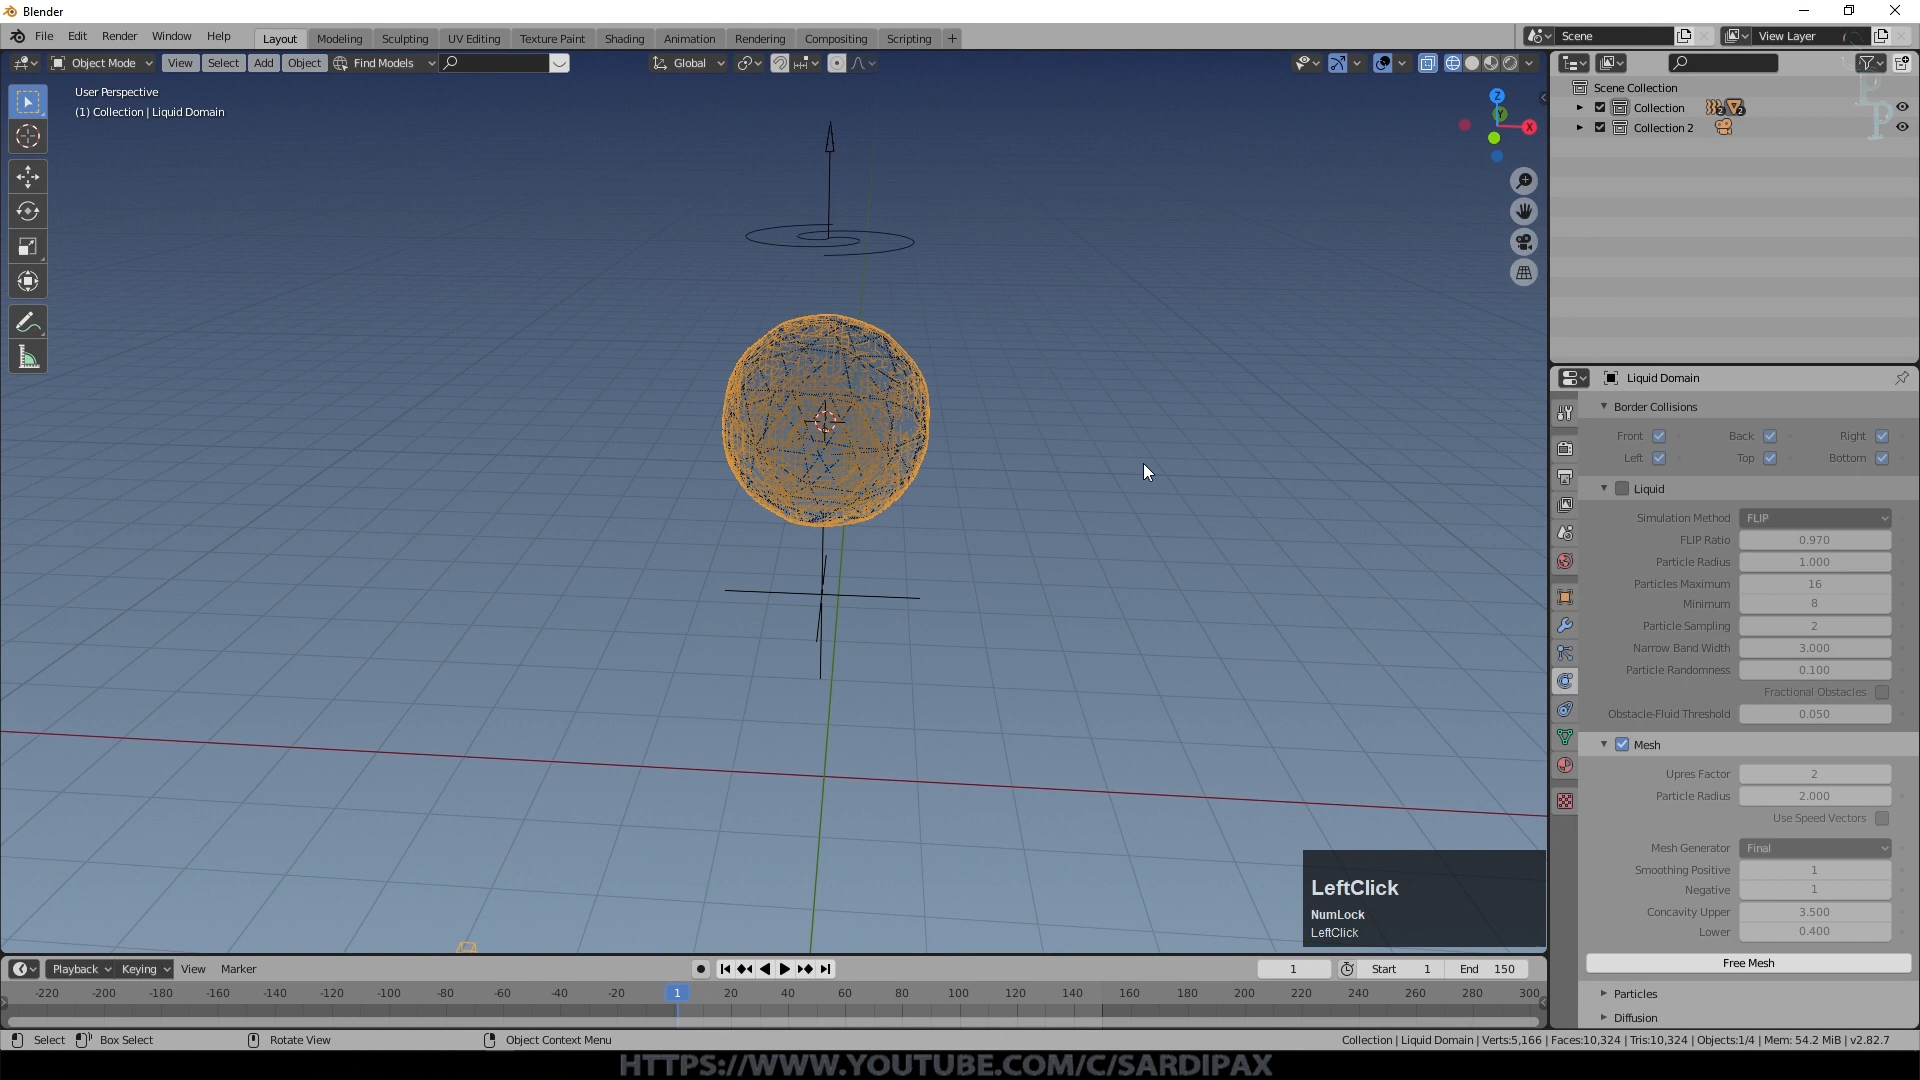 Blender
File Edit Render Window Help Layout Modeling Sculpting UV Editing Texture Paint Shading Animation Rendering Compositing Scripting + Scene View Layer
Object Mode View Select Add Object Find Models Global
User Perspective
(1) Collection | Liquid Domain
Z
Y
X
Scene Collection
Collection 2 2
Collection 2
Liquid Domain
Border Collisions
Front Back Right
Left Top Bottom
Liquid
Simulation Method FLIP
FLIP Ratio 0.970
Particle Radius 1.000
Particles Maximum 16
Minimum 8
Particle Sampling 2
Narrow Band Width 3.000
Particle Randomness 0.100
Fractional Obstacles
Obstacle-Fluid Threshold 0.050
Mesh
Upres Factor 2
Particle Radius 2.000
Use Speed Vectors
Mesh Generator Final
Smoothing Positive 1
Negative 1
Concavity Upper 3.500
Lower 0.400
Free Mesh
Particles
Diffusion
LeftClick
NumLock
LeftClick
Playback Keying View Marker 1 Start 1 End 150
-220 -200 -180 -160 -140 -120 -100 -80 -60 -40 -20 1 20 40 60 80 100 120 140 160 180 200 220 240 260 280 300
Select Box Select Rotate View Object Context Menu Collection | Liquid Domain | Verts:5,166 | Faces:10,324 | Tris:10,324 | Objects:1/4 | Mem: 54.2 MiB | v2.82.7
HTTPS://WWW.YOUTUBE.COM/C/SARDIPAX